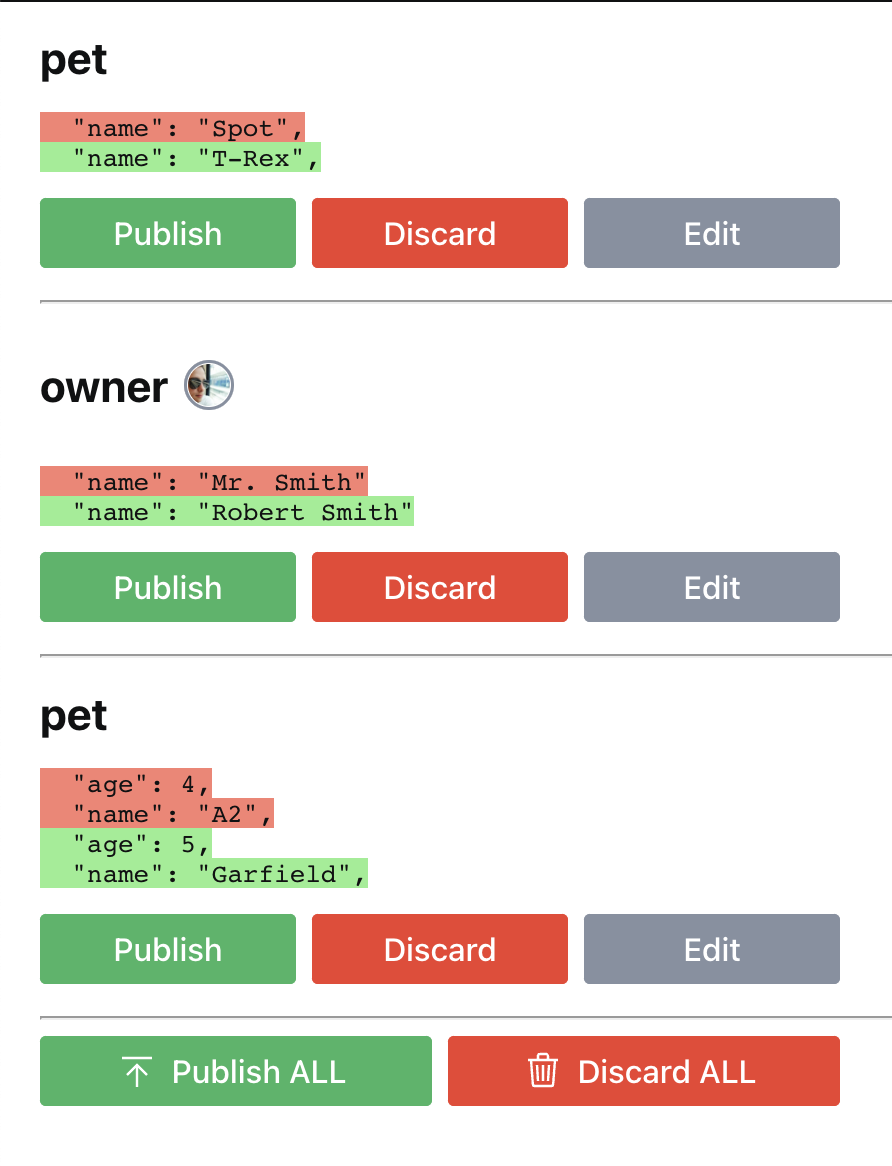 pet
"name": "Spot",
"name": "T-Rex",
Publish Discard Edit
owner
"name": "Mr. Smith"
"name": "Robert Smith"
Publish Discard Edit
pet
"age": 4,
"name": "A2",
"age": 5,
"name": "Garfield",
Publish Discard Edit
Publish ALL Discard ALL